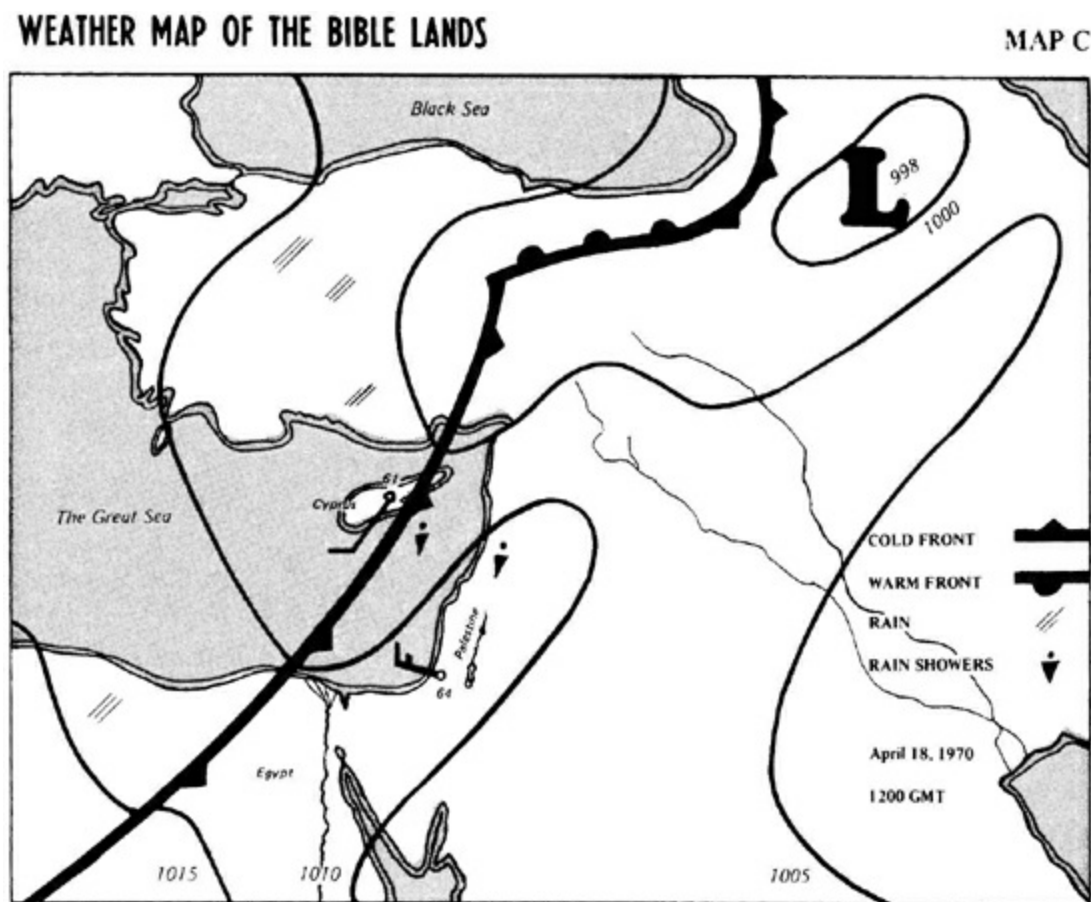 WEATHER MAP OF THE BIBLE LANDS
MAP C
Black Sea
L
998
1000
61
Cyprus
The Great Sea
COLD FRONT
WARM FRONT
Palestine
RAIN
RAIN SHOWERS
64
April 18, 1970
Egypt
1200 GMT
1015
1010
1005